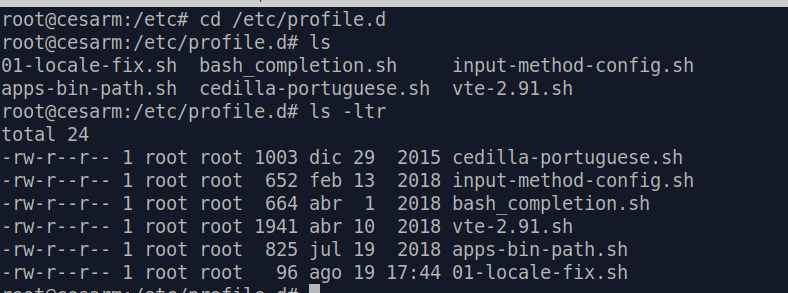 root@cesarm:/etc# cd /etc/profile.d
root@cesarm:/etc/profile.d# ls
01-locale-fix.sh  bash_completion.sh     input-method-config.sh
apps-bin-path.sh  cedilla-portuguese.sh  vte-2.91.sh
root@cesarm:/etc/profile.d# ls -ltr
total 24
-rw-r--r-- 1 root root 1003 dic 29  2015 cedilla-portuguese.sh
-rw-r--r-- 1 root root  652 feb 13  2018 input-method-config.sh
-rw-r--r-- 1 root root  664 abr  1  2018 bash_completion.sh
-rw-r--r-- 1 root root 1941 abr 10  2018 vte-2.91.sh
-rw-r--r-- 1 root root  825 jul 19  2018 apps-bin-path.sh
-rw-r--r-- 1 root root   96 ago 19 17:44 01-locale-fix.sh
root@cesarm:/etc/profile.d#